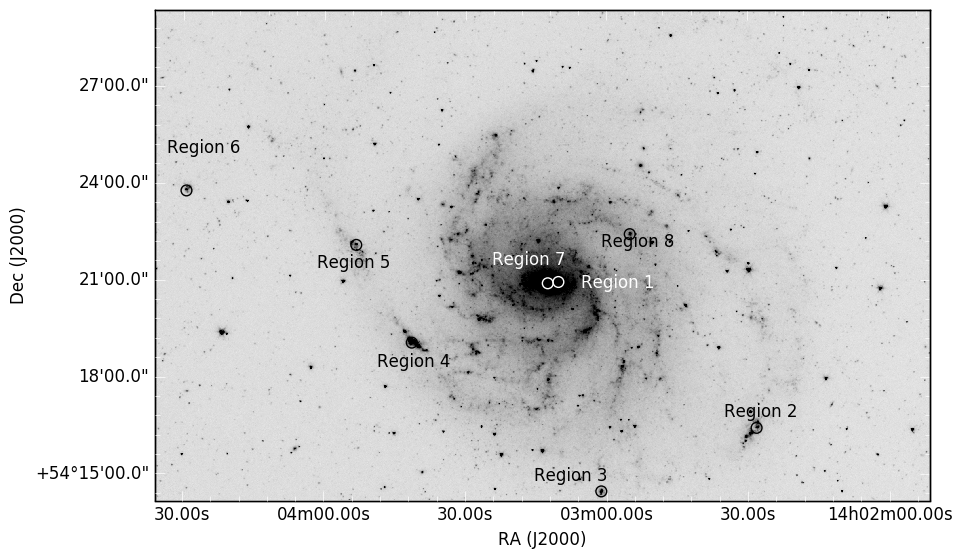 27'00.0"
Region 6
24'00.0"
Region 8
Region 5
Region 7
21'00.0"
Region 1
Dec (J2000)
Region 4
18'00.0"
Region 2
+54°15'00.0"
Region 3
30.00s 04m00.00s 30.00s 03m00.00s 30.00s 14h02m00.00s
RA (J2000)